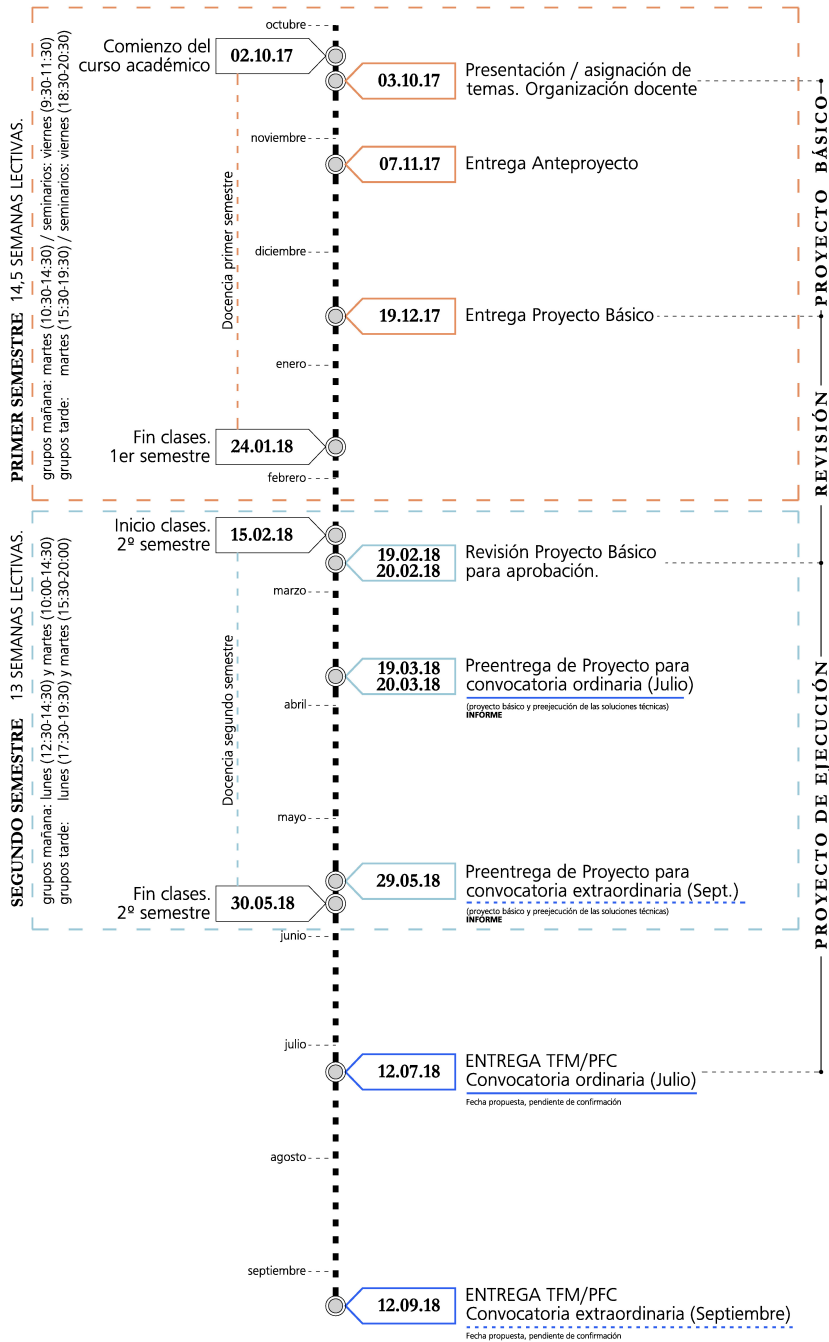 octubre
Comienzo del
curso académico
02.10.17
03.10.17
Presentación / asignación de
temas. Organización docente
noviembre
07.11.17
Entrega Anteproyecto
diciembre
Docencia primer semestre
19.12.17
Entrega Proyecto Básico
enero
Fin clases.
1er semestre
24.01.18
febrero
PRIMER SEMESTRE 14,5 SEMANAS LECTIVAS.
grupos mañana: martes (10:30-14:30) / seminarios: viernes (9:30-11:30)
grupos tarde: martes (15:30-19:30) / seminarios: viernes (18:30-20:30)
PROYECTO BÁSICO
REVISIÓN
Inicio clases.
2º semestre
15.02.18
19.02.18
20.02.18
Revisión Proyecto Básico
para aprobación.
marzo
19.03.18
20.03.18
Preentrega de Proyecto para
convocatoria ordinaria (Julio)
(proyecto básico y preejecución de las soluciones técnicas)
INFORME
abril
Docencia segundo semestre
mayo
29.05.18
Preentrega de Proyecto para
convocatoria extraordinaria (Sept.)
(proyecto básico y preejecución de las soluciones técnicas)
INFORME
Fin clases.
2º semestre
30.05.18
junio
SEGUNDO SEMESTRE 13 SEMANAS LECTIVAS.
grupos mañana: lunes (12:30-14:30) y martes (10:00-14:30)
grupos tarde: lunes (17:30-19:30) y martes (15:30-20:00)
PROYECTO DE EJECUCIÓN
julio
12.07.18
ENTREGA TFM/PFC
Convocatoria ordinaria (Julio)
Fecha propuesta, pendiente de confirmación
agosto
septiembre
12.09.18
ENTREGA TFM/PFC
Convocatoria extraordinaria (Septiembre)
Fecha propuesta, pendiente de confirmación